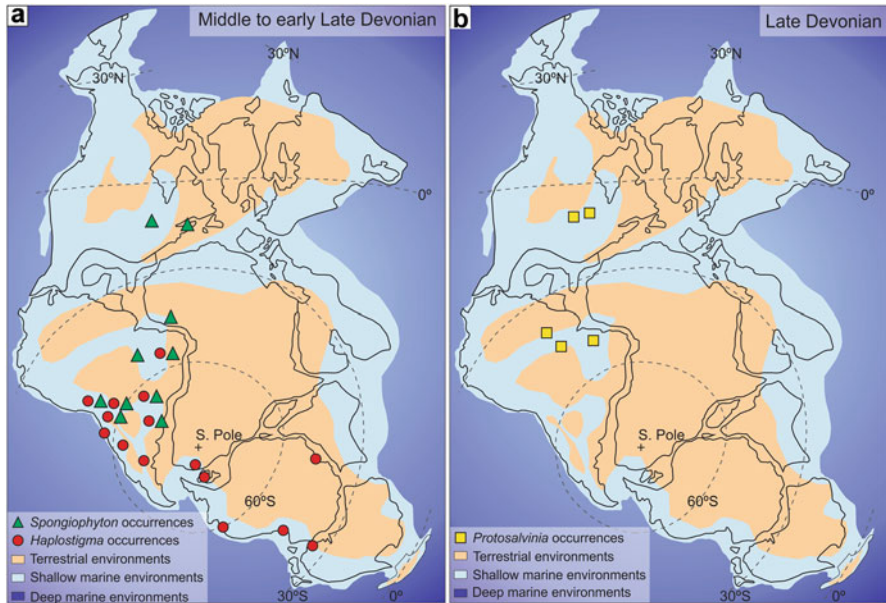 a
Middle to early Late Devonian
30ºN
30ºN
0º
S. Pole
60ºS
Spongiophyton occurrences
Haplostigma occurrences
Terrestrial environments
Shallow marine environments
Deep marine environments
30ºS
0º
b
Late Devonian
30ºN
30ºN
0º
S. Pole
60ºS
Protosalvinia occurrences
Terrestrial environments
Shallow marine environments
Deep marine environments
30ºS
0º